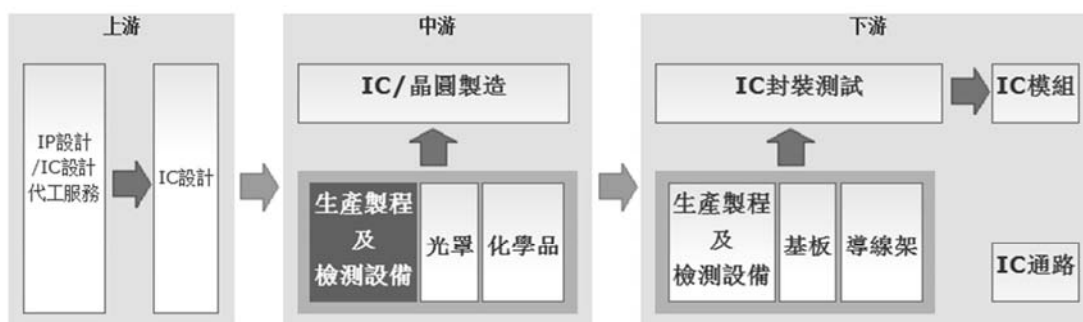 上游
IP設計
/IC設計
代工服務
IC設計
中游
IC/晶圓製造
生產製程
及
檢測設備
光罩
化學品
下游
IC封裝測試
IC模組
生產製程
及
檢測設備
基板
導線架
IC通路